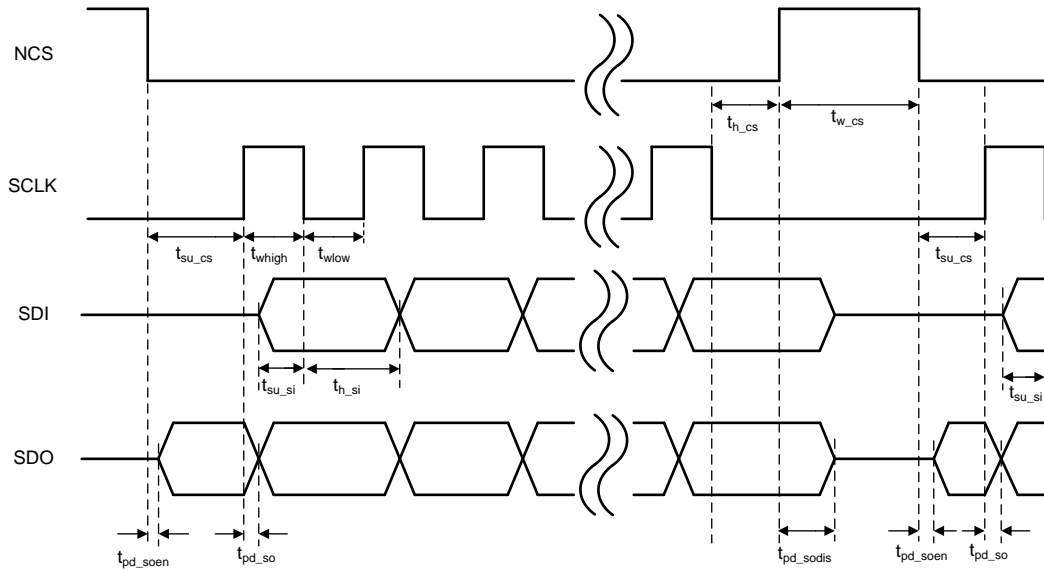 NCS
t_h_cs
t_w_cs
SCLK
t_su_cs
t_whigh
t_wlow
t_su_cs
SDI
t_su_si
t_h_si
t_su_si
SDO
t_pd_soen
t_pd_so
t_pd_sodis
t_pd_soen
t_pd_so